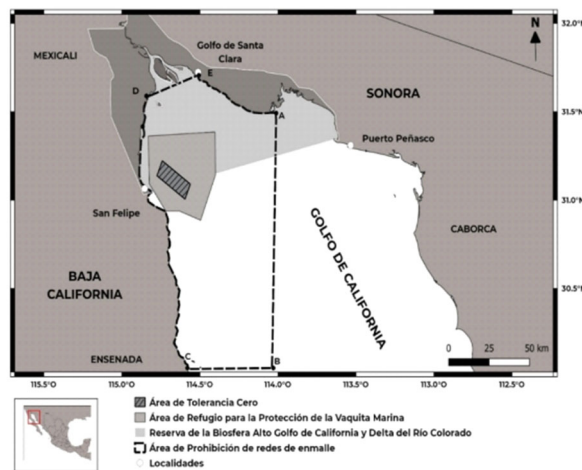 32.0°N
N
MEXICALI
Golfo de Santa
Clara
E
D
SONORA
31.5°N
A
Puerto Peñasco
31.0°N
San Felipe
CABORCA
GOLFO DE CALIFORNIA
BAJA
CALIFORNIA
30.5°N
ENSENADA
C
B
0 25 50 km
115.5°W 115.0°W 114.5°W 114.0°W 113.5°W 113.0°W 112.5°W
Área de Tolerancia Cero
Área de Refugio para la Protección de la Vaquita Marina
Reserva de la Biosfera Alto Golfo de California y Delta del Río Colorado
Área de Prohibición de redes de enmalle
Localidades